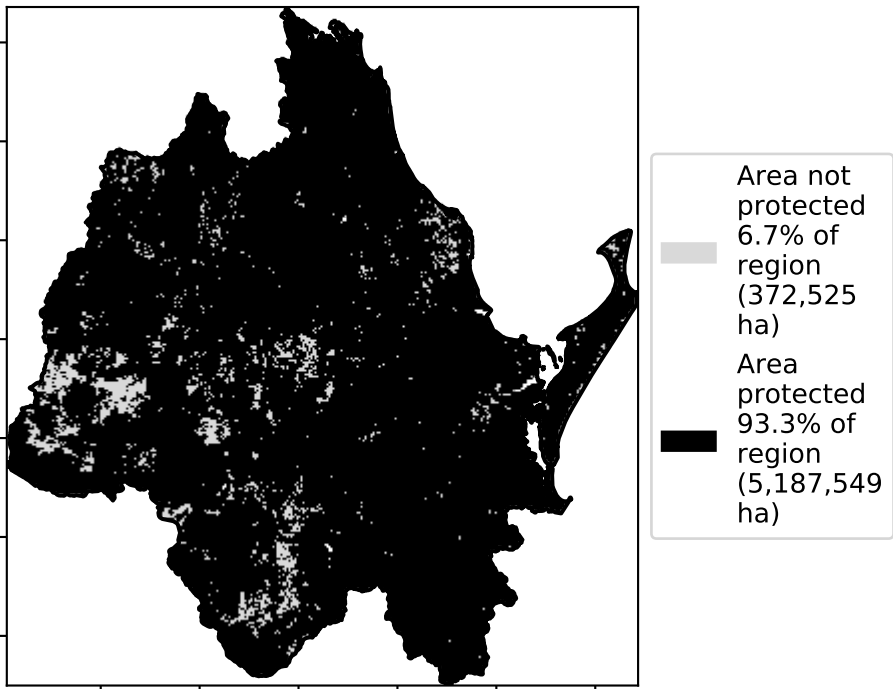 Area not
protected
6.7% of
region
(372,525
ha)
Area
protected
93.3% of
region
(5,187,549
ha)